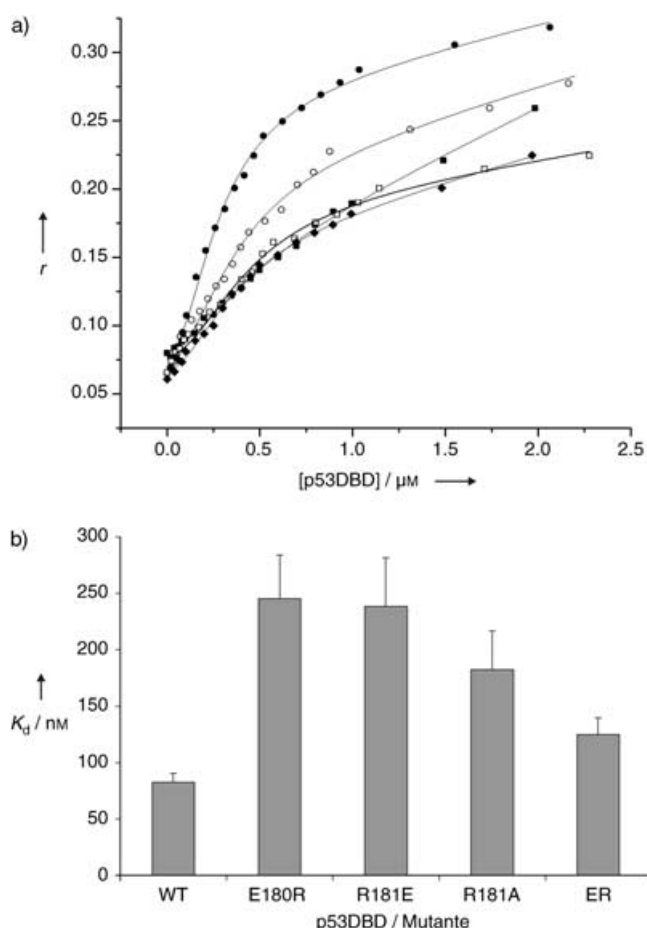 a)
0.30
0.25
0.20
r
0.15
0.10
0.05
0.0 0.5 1.0 1.5 2.0 2.5
[p53DBD] / μM
b)
300
250
200
Kd / nM
150
100
50
0
WT E180R R181E R181A ER
p53DBD / Mutante